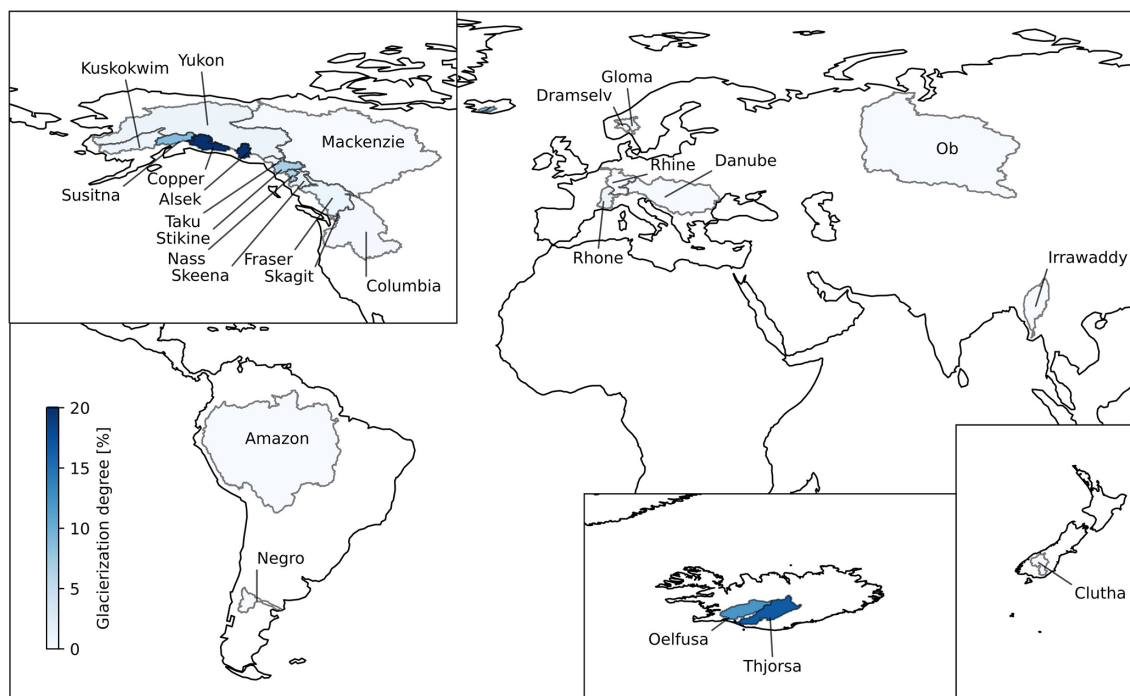 Yukon
Kuskokwim
Mackenzie
Susitna
Copper
Alsek
Taku
Stikine
Nass
Skeena
Fraser
Skagit
Columbia
Gloma
Dramselv
Rhine
Danube
Rhone
Ob
Irrawaddy
Amazon
Negro
20
15
10
5
0
Glacierization degree [%]
Oelfusa
Thjorsa
Clutha